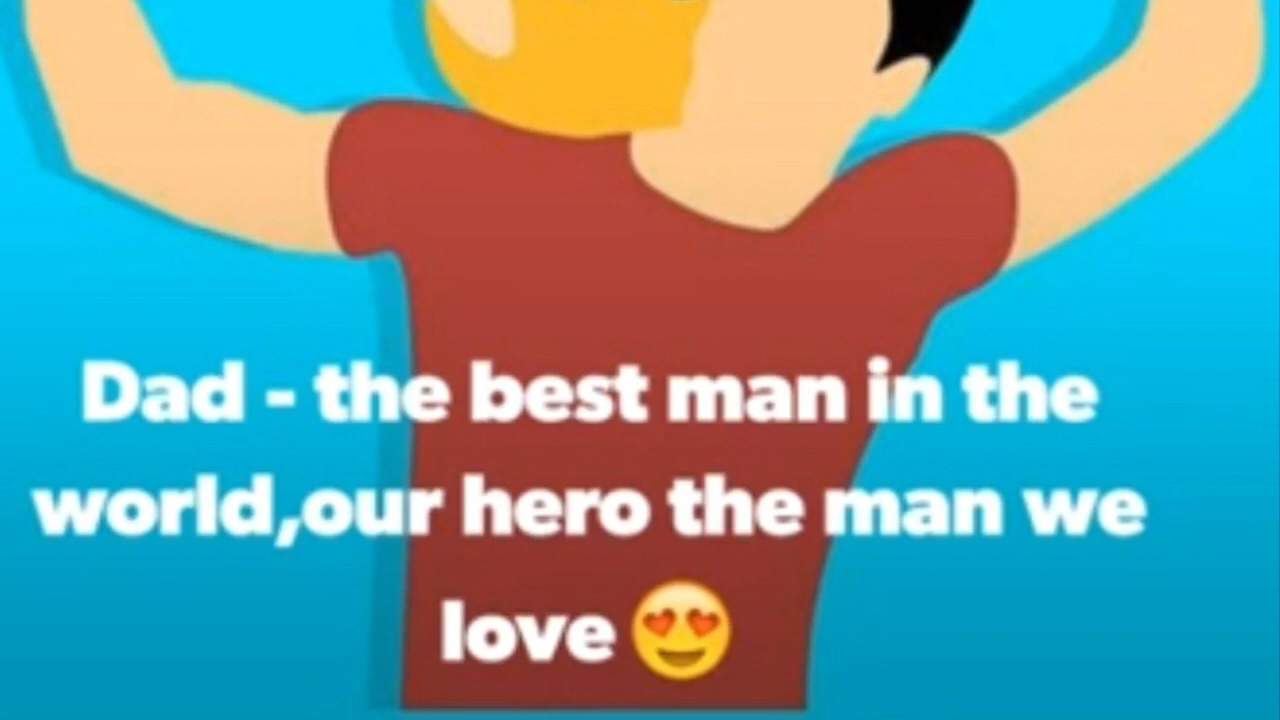 Dad - the best man in the
world,our hero the man we
love 😍